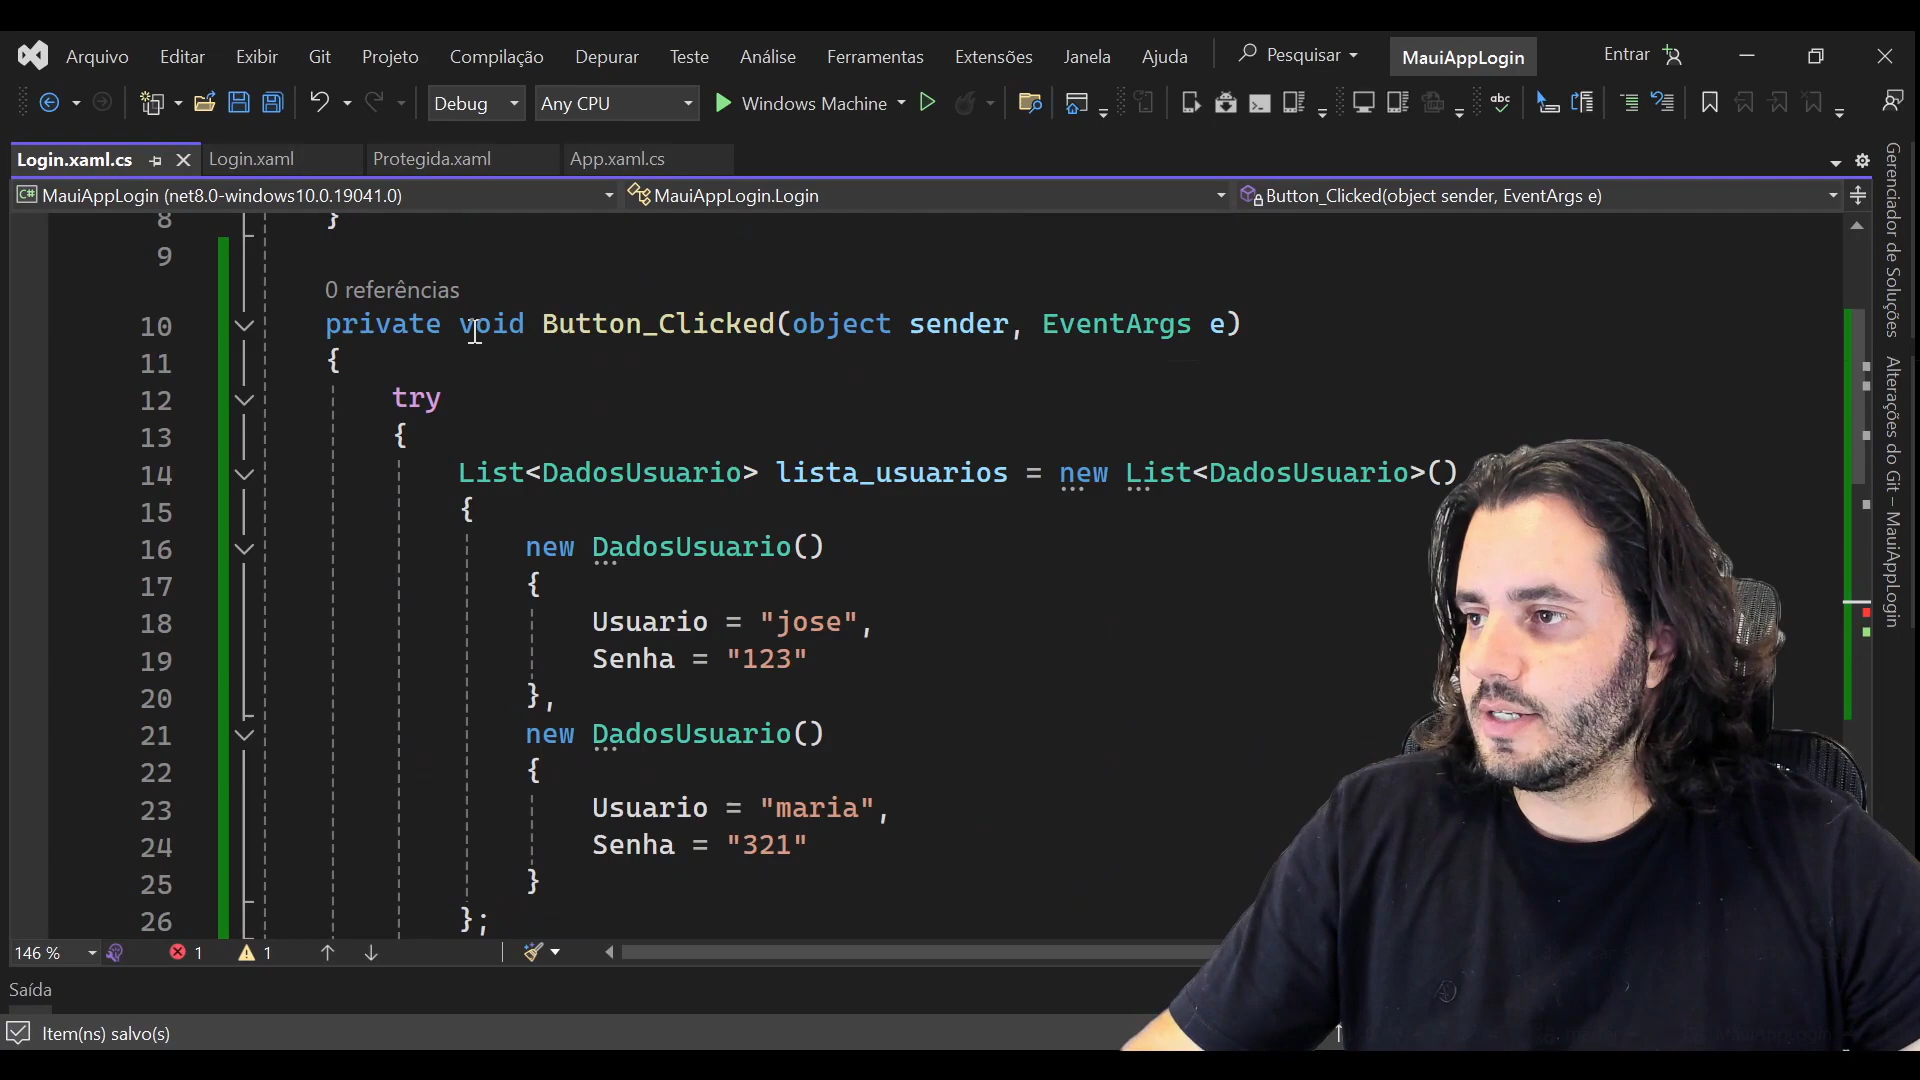 Arquivo Editar Exibir Git Projeto Compilação Depurar Teste Análise Ferramentas Extensões Janela Ajuda Pesquisar MauiAppLogin Entrar
Debug Any CPU Windows Machine
Login.xaml.cs Login.xaml Protegida.xaml App.xaml.cs
MauiAppLogin (net8.0-windows10.0.19041.0) MauiAppLogin.Login Button_Clicked(object sender, EventArgs e)
8 }
9
0 referências
10 private void Button_Clicked(object sender, EventArgs e)
11 {
12 try
13 {
14 List<DadosUsuario> lista_usuarios = new List<DadosUsuario>()
15 {
16 new DadosUsuario()
17 {
18 Usuario = "jose",
19 Senha = "123"
20 },
21 new DadosUsuario()
22 {
23 Usuario = "maria",
24 Senha = "321"
25 }
26 };
146 % 1 1
Saída
Item(ns) salvo(s)
Gerenciador de Soluções
Alterações do Git – MauiAppLogin